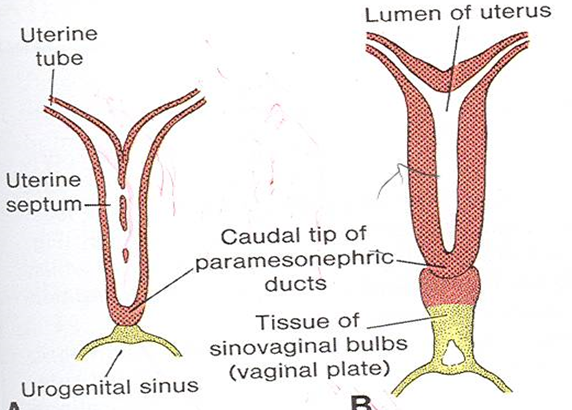 Uterine
tube
Uterine
septum
Urogenital sinus
A
Lumen of uterus
Caudal tip of
paramesonephric
ducts
Tissue of
sinovaginal bulbs
(vaginal plate)
B